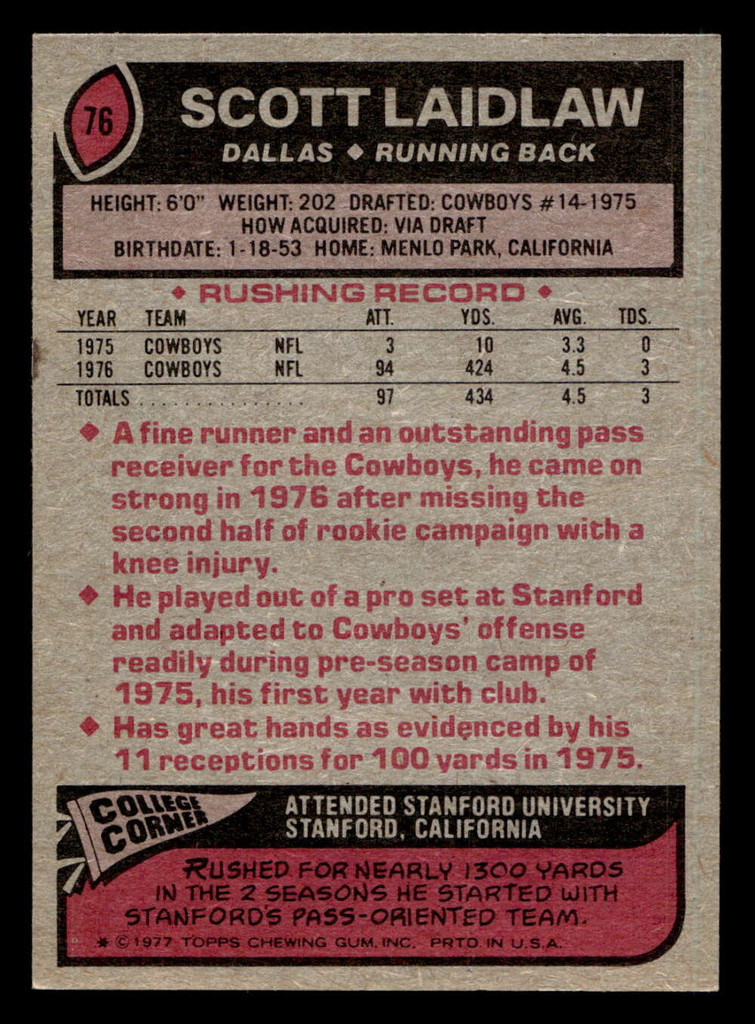 76
SCOTT LAIDLAW
DALLAS ◆ RUNNING BACK
HEIGHT: 6'0" WEIGHT: 202 DRAFTED: COWBOYS #14-1975
HOW ACQUIRED: VIA DRAFT
BIRTHDATE: 1-18-53 HOME: MENLO PARK, CALIFORNIA
◆ RUSHING RECORD ◆
YEAR TEAM ATT. YDS. AVG. TDS.
1975 COWBOYS NFL 3 10 3.3 0
1976 COWBOYS NFL 94 424 4.5 3
TOTALS . . . . . . . . . . . . . . . . 97 434 4.5 3
◆ A fine runner and an outstanding pass
receiver for the Cowboys, he came on
strong in 1976 after missing the
second half of rookie campaign with a
knee injury.
◆ He played out of a pro set at Stanford
and adapted to Cowboys' offense
readily during pre-season camp of
1975, his first year with club.
◆ Has great hands as evidenced by his
11 receptions for 100 yards in 1975.
COLLEGE
CORNER
ATTENDED STANFORD UNIVERSITY
STANFORD, CALIFORNIA
RUSHED FOR NEARLY 1300 YARDS
IN THE 2 SEASONS HE STARTED WITH
STANFORD'S PASS-ORIENTED TEAM.
* © 1977 TOPPS CHEWING GUM, INC. PRTD. IN U.S.A.